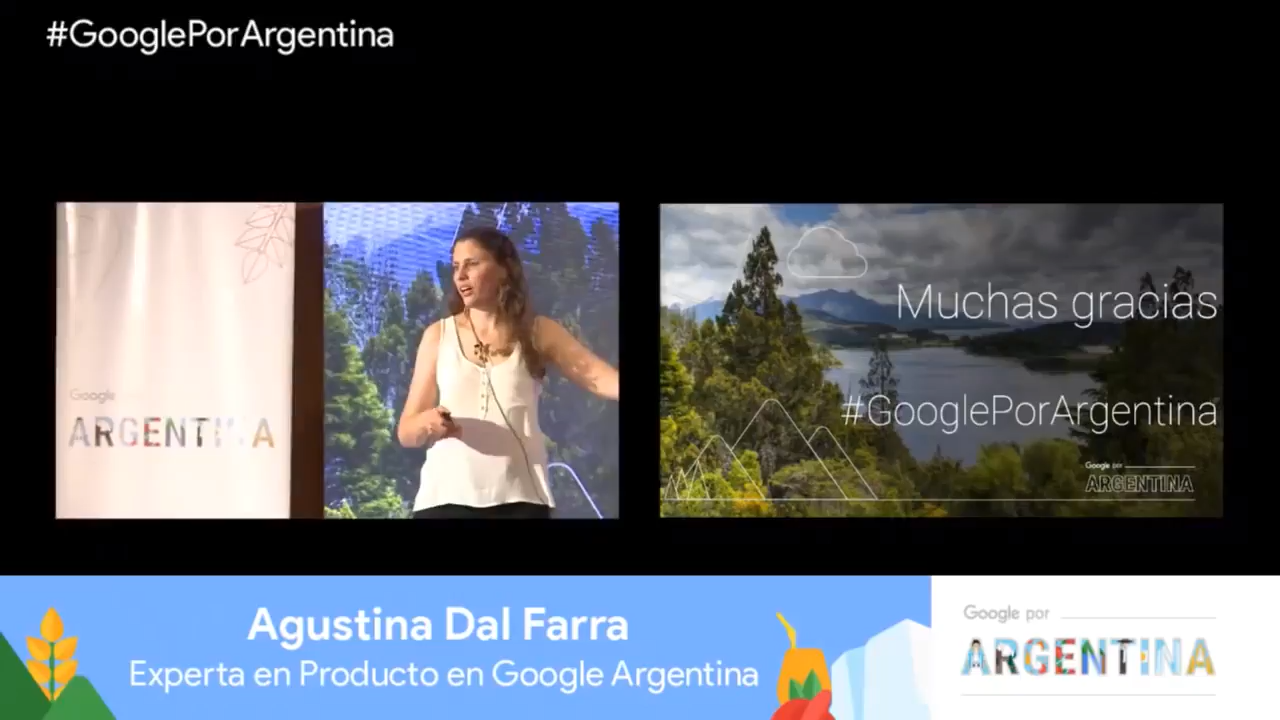 #GooglePorArgentina
Google
ARGENTINA
Muchas gracias
#GooglePorArgentina
Google por
ARGENTINA
Agustina Dal Farra
Experta en Producto en Google Argentina
Google por
ARGENTINA